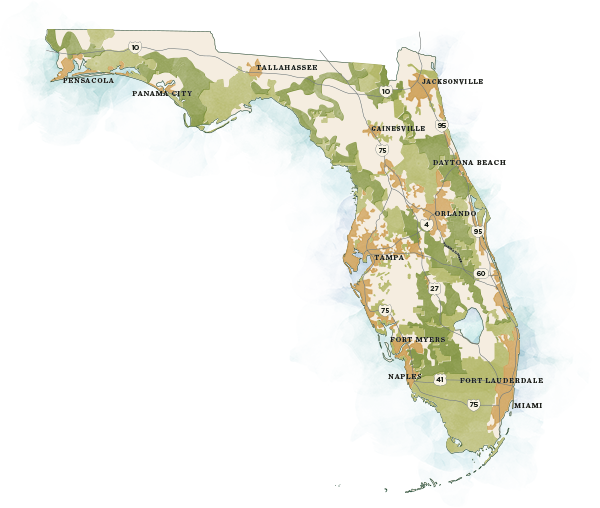 10
TALLAHASSEE
PENSACOLA
JACKSONVILLE
PANAMA CITY
10
95
GAINESVILLE
75
DAYTONA BEACH
ORLANDO
4
95
TAMPA
60
27
75
FORT MYERS
NAPLES
41
FORT LAUDERDALE
75
MIAMI